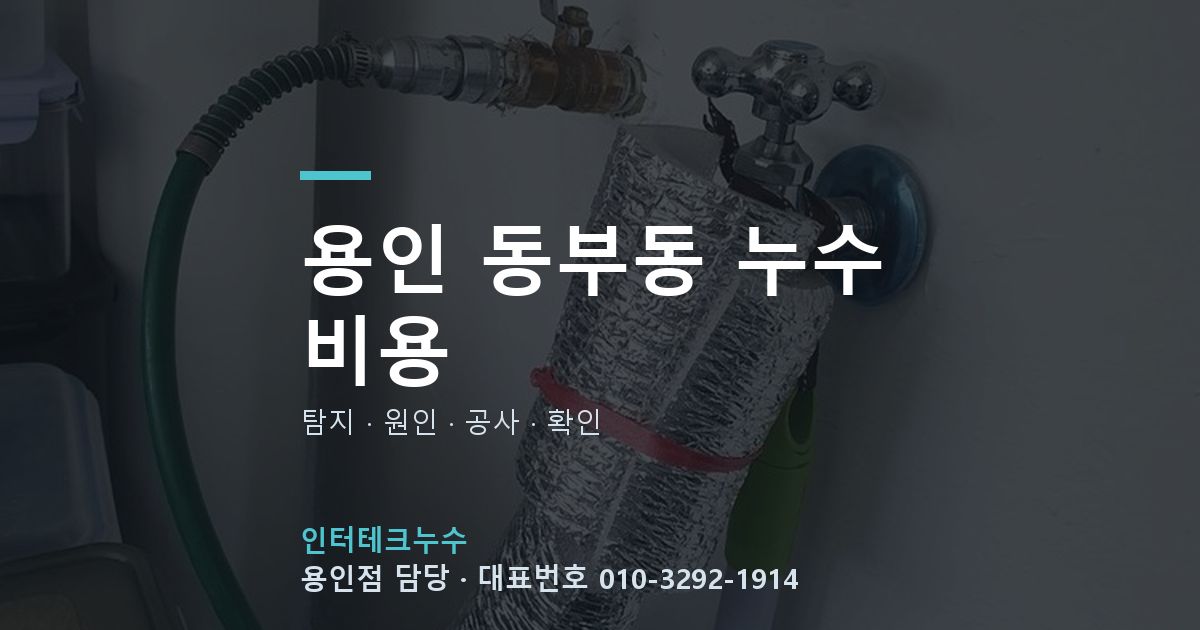 용인 동부동 누수
비용
탐지 · 원인 · 공사 · 확인
인터테크누수
용인점 담당 · 대표번호 010-3292-1914